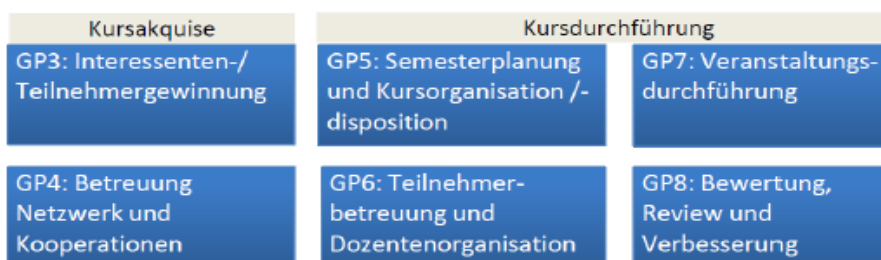 Kursakquise
Kursdurchführung
GP3: Interessenten-/
Teilnehmergewinnung
GP5: Semesterplanung
und Kursorganisation /-
disposition
GP7: Veranstaltungs-
durchführung
GP4: Betreuung
Netzwerk und
Kooperationen
GP6: Teilnehmer-
betreuung und
Dozentenorganisation
GP8: Bewertung,
Review und
Verbesserung